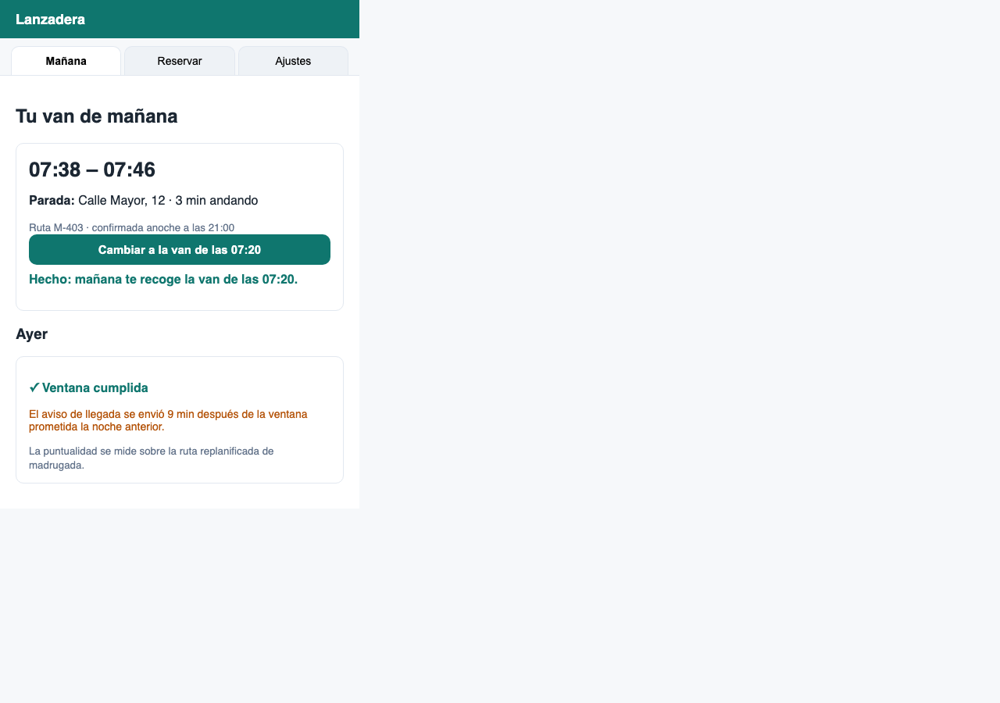 Lanzadera
Mañana
Reservar
Ajustes
Tu van de mañana
07:38 – 07:46
Parada: Calle Mayor, 12 · 3 min andando
Ruta M-403 · confirmada anoche a las 21:00
Cambiar a la van de las 07:20
Hecho: mañana te recoge la van de las 07:20.
Ayer
✓ Ventana cumplida
El aviso de llegada se envió 9 min después de la ventana
prometida la noche anterior.
La puntualidad se mide sobre la ruta replanificada de
madrugada.